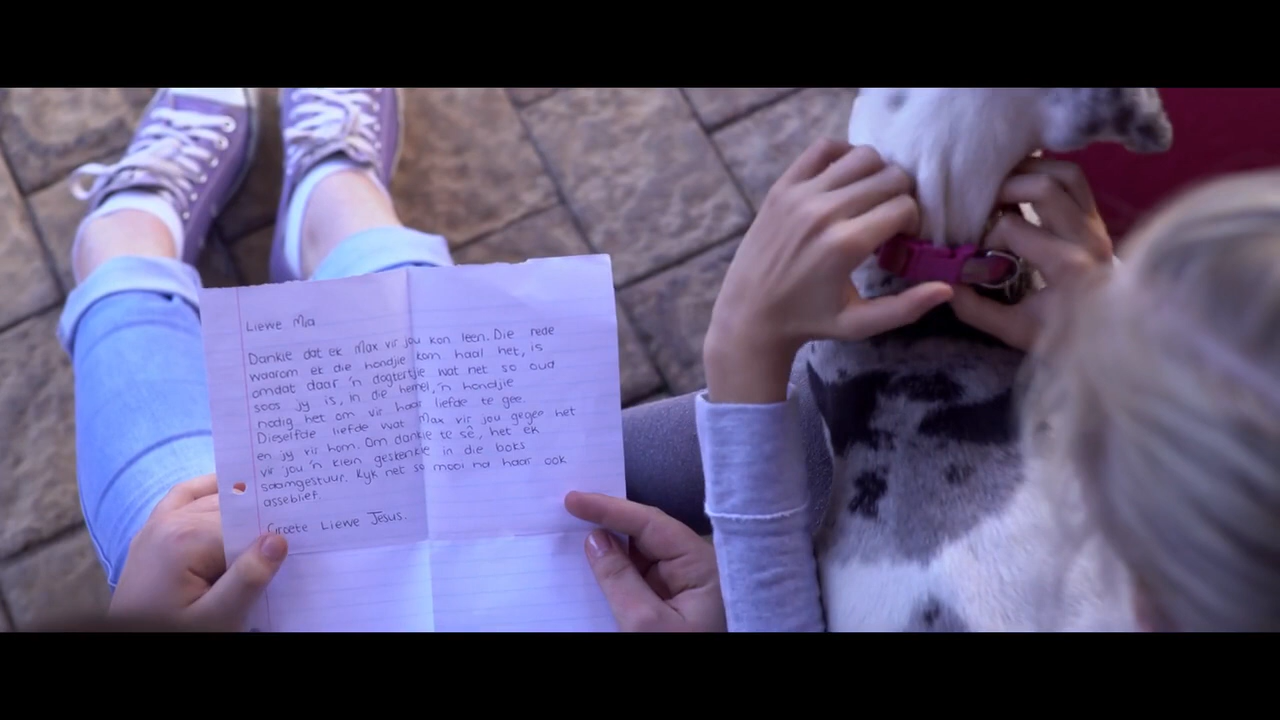 Liewe Mia
Dankie dat ek Max vir jou kon leen. Die rede
waarom ek die hondjie kom haal het, is
omdat daar 'n dogtertjie wat net so oud
soos jy is, in die hemel, 'n hondjie
nodig het om vir haar liefde te gee.
Dieselfde liefde wat Max vir jou gegee het
en jy vir hom. Om dankie te sê, het ek
vir jou 'n klein geskenkie in die boks
saamgestuur. Kyk net so mooi na haar ook
asseblief.
Groete Liewe Jesus.